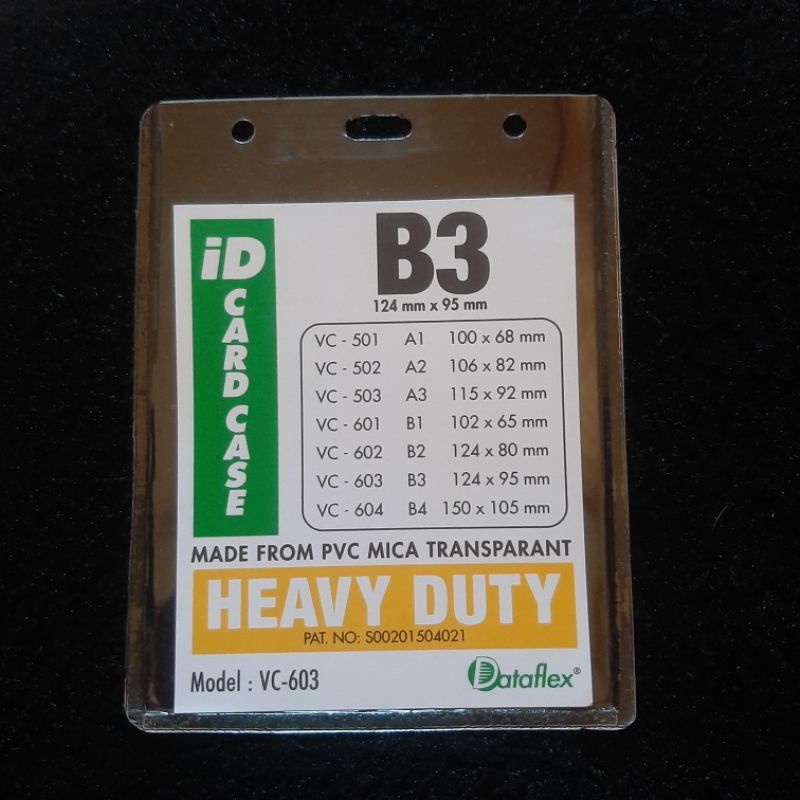 iD
CARD CASE
B3
124 mm x 95 mm
VC - 501 A1 100 x 68 mm
VC - 502 A2 106 x 82 mm
VC - 503 A3 115 x 92 mm
VC - 601 B1 102 x 65 mm
VC - 602 B2 124 x 80 mm
VC - 603 B3 124 x 95 mm
VC - 604 B4 150 x 105 mm
MADE FROM PVC MICA TRANSPARANT
HEAVY DUTY
PAT. NO: S00201504021
Model : VC-603
Dataflex®